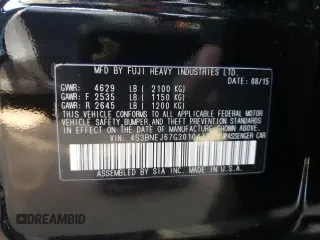 MFD BY FUJI HEAVY INDUSTRIES LTD.
DATE: 08/15
GVWR: 4629 LB ( 2100 KG)
GAWR: F 2535 LB ( 1150 KG)
GAWR: R 2645 LB ( 1200 KG)
THIS VEHICLE CONFORMS TO ALL APPLICABLE FEDERAL MOTOR
VEHICLE SAFETY, BUMPER, AND THEFT PREVENTION STANDARDS
IN EFFECT ON THE DATE OF MANUFACTURE SHOWN ABOVE.
VIN: PASSENGER CAR
ASSEMBLED BY SIA INC. MADE IN U.S.A.
DREAMBID